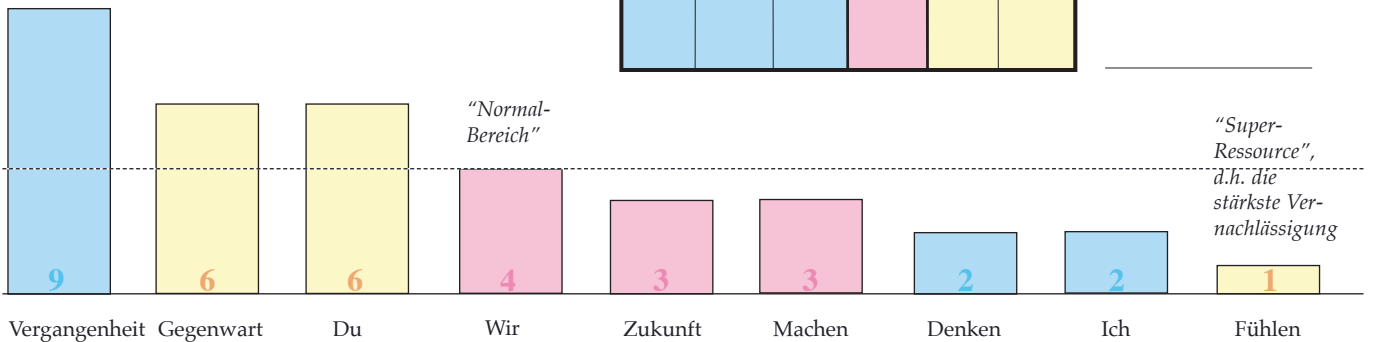 “Normal-
Bereich”
“Super-
Ressource”,
d.h. die
stärkste Ver-
nachlässigung
9 6 6 4 3 3 2 2 1
Vergangenheit Gegenwart Du Wir Zukunft Machen Denken Ich Fühlen